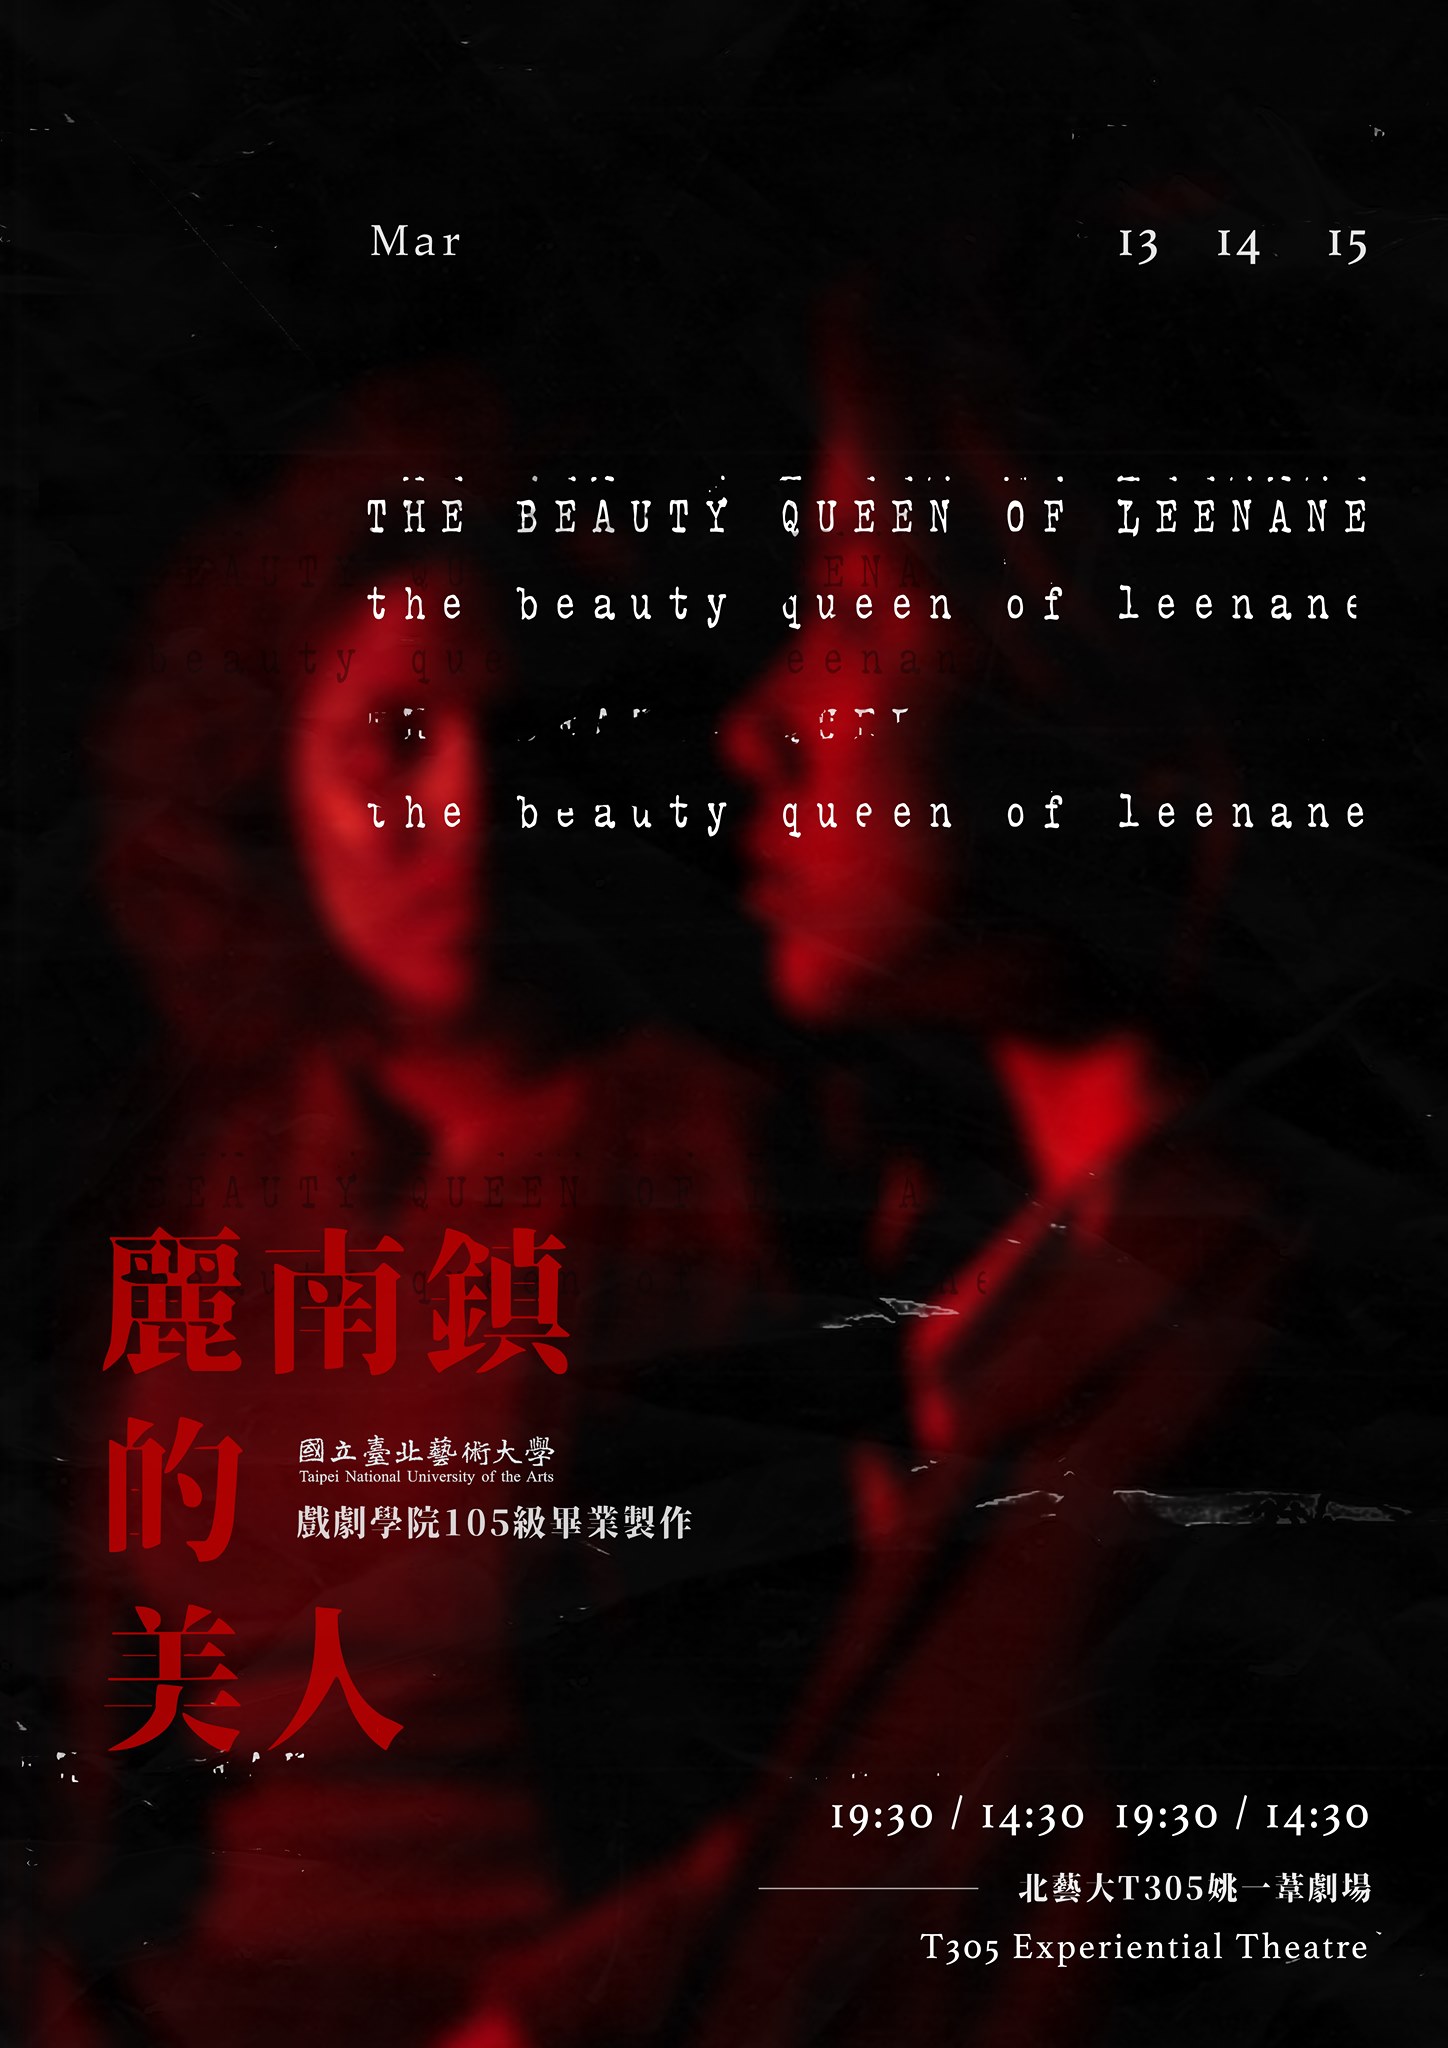 Mar 13 14 15
THE BEAUTY QUEEN OF LEENANE
the beauty queen of leenane
the beauty queen of leenane
麗南鎮
的
美人
國立臺北藝術大學
Taipei National University of the Arts
戲劇學院105級畢業製作
19:30 / 14:30 19:30 / 14:30
北藝大T305姚一葦劇場
T305 Experiential Theatre